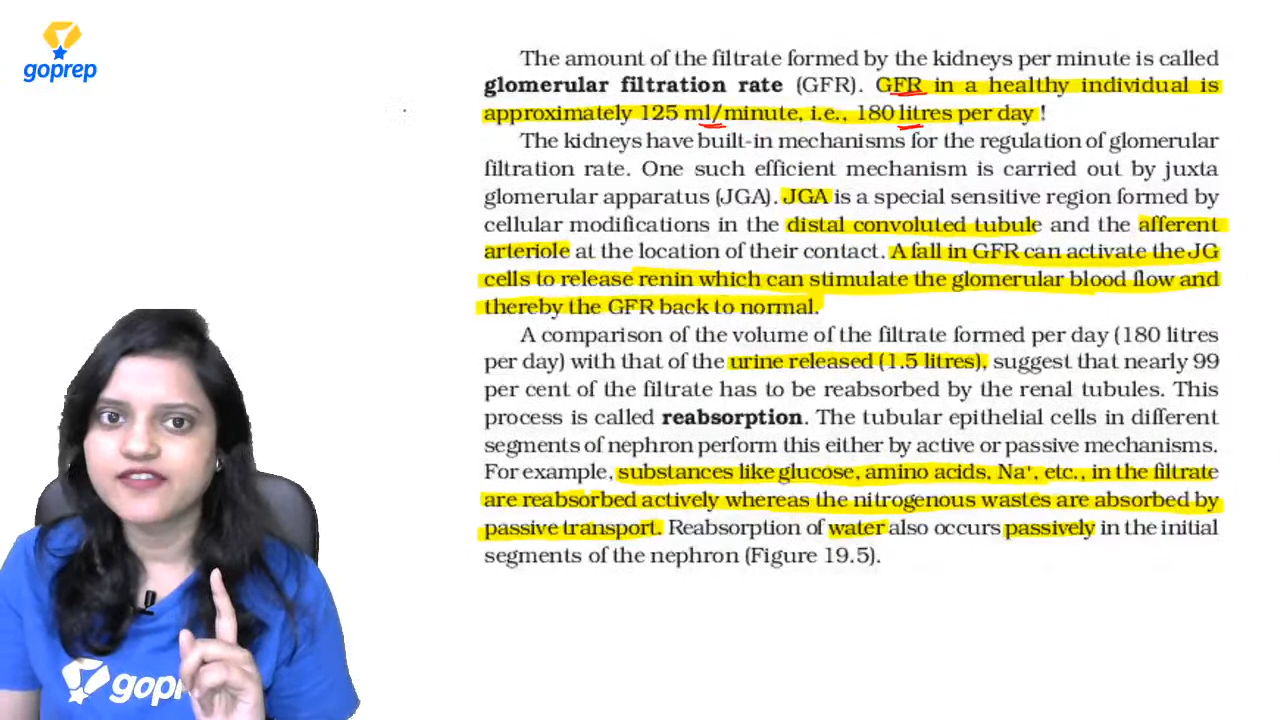 goprep
The amount of the filtrate formed by the kidneys per minute is called
glomerular filtration rate (GFR). GFR in a healthy individual is
approximately 125 ml/minute, i.e., 180 litres per day !
The kidneys have built-in mechanisms for the regulation of glomerular
filtration rate. One such efficient mechanism is carried out by juxta
glomerular apparatus (JGA). JGA is a special sensitive region formed by
cellular modifications in the distal convoluted tubule and the afferent
arteriole at the location of their contact. A fall in GFR can activate the JG
cells to release renin which can stimulate the glomerular blood flow and
thereby the GFR back to normal.
A comparison of the volume of the filtrate formed per day (180 litres
per day) with that of the urine released (1.5 litres), suggest that nearly 99
per cent of the filtrate has to be reabsorbed by the renal tubules. This
process is called reabsorption. The tubular epithelial cells in different
segments of nephron perform this either by active or passive mechanisms.
For example, substances like glucose, amino acids, Na⁺, etc., in the filtrate
are reabsorbed actively whereas the nitrogenous wastes are absorbed by
passive transport. Reabsorption of water also occurs passively in the initial
segments of the nephron (Figure 19.5).
gopr